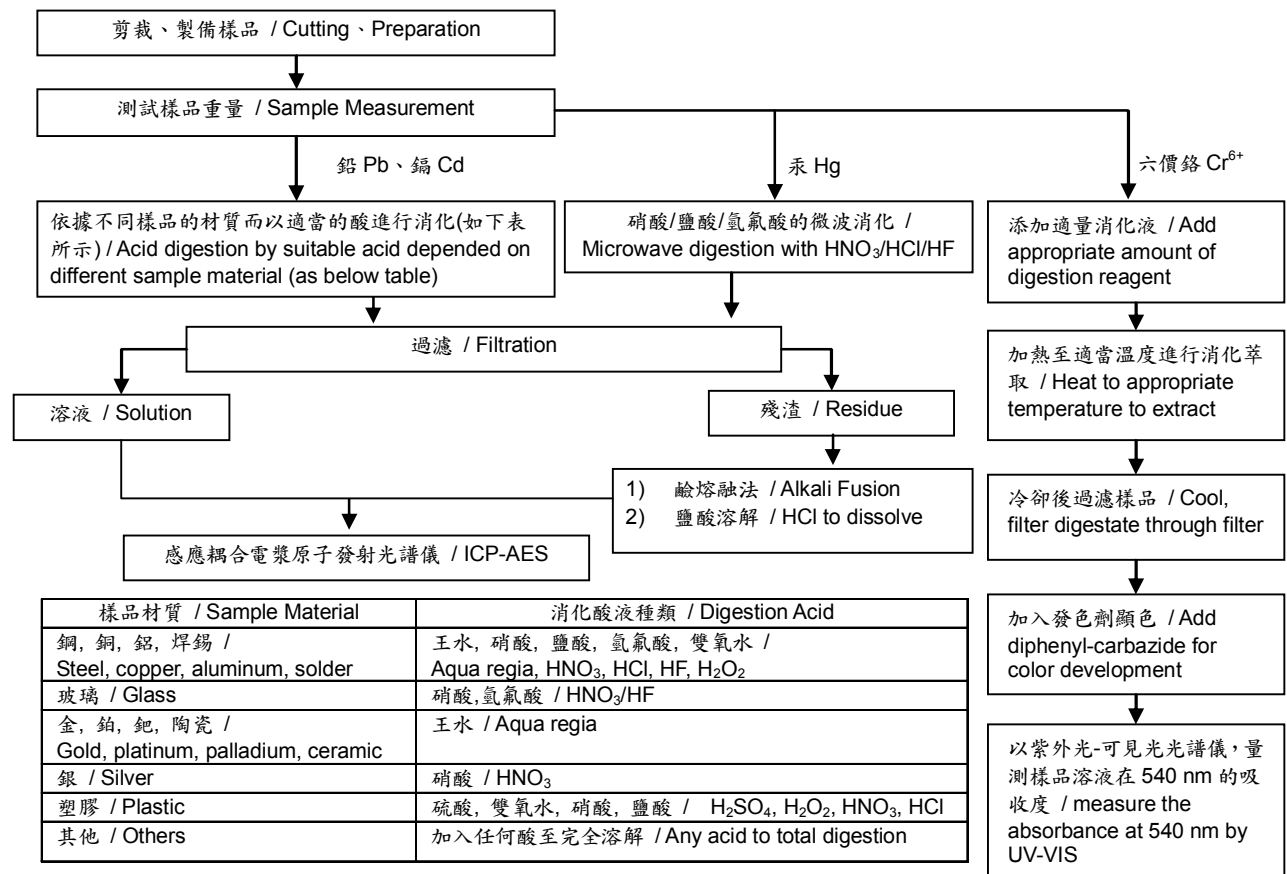 剪裁、製備樣品 / Cutting、Preparation
測試樣品重量 / Sample Measurement
鉛 Pb、鎘 Cd
汞 Hg
六價鉻 Cr⁶⁺
依據不同樣品的材質而以適當的酸進行消化(如下表
所示) / Acid digestion by suitable acid depended on
different sample material (as below table)
硝酸/鹽酸/氫氟酸的微波消化 /
Microwave digestion with HNO₃/HCl/HF
添加適量消化液 / Add
appropriate amount of
digestion reagent
過濾 / Filtration
加熱至適當溫度進行消化萃
取 / Heat to appropriate
temperature to extract
溶液 / Solution
殘渣 / Residue
1) 鹼熔融法 / Alkali Fusion
2) 鹽酸溶解 / HCl to dissolve
冷卻後過濾樣品 / Cool,
filter digestate through filter
感應耦合電漿原子發射光譜儀 / ICP-AES
加入發色劑顯色 / Add
diphenyl-carbazide for
color development
以紫外光-可見光光譜儀，量
測樣品溶液在 540 nm 的吸
收度 / measure the
absorbance at 540 nm by
UV-VIS
樣品材質 / Sample Material 消化酸液種類 / Digestion Acid
鋼, 銅, 鋁, 焊錫 /
Steel, copper, aluminum, solder
王水, 硝酸, 鹽酸, 氫氟酸, 雙氧水 /
Aqua regia, HNO₃, HCl, HF, H₂O₂
玻璃 / Glass 硝酸,氫氟酸 / HNO₃/HF
金, 鉑, 鈀, 陶瓷 /
Gold, platinum, palladium, ceramic
王水 / Aqua regia
銀 / Silver 硝酸 / HNO₃
塑膠 / Plastic 硫酸, 雙氧水, 硝酸, 鹽酸 / H₂SO₄, H₂O₂, HNO₃, HCl
其他 / Others 加入任何酸至完全溶解 / Any acid to total digestion